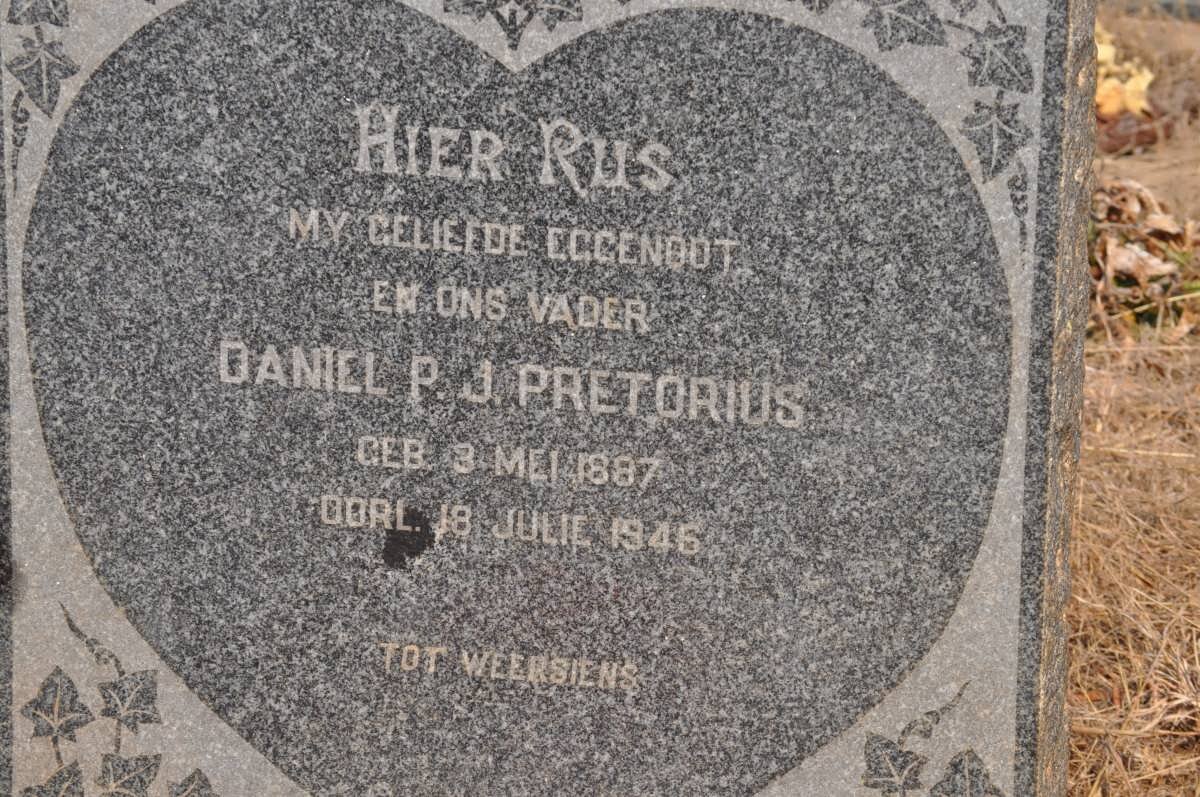 HIER RUS
MY GELIEFDE EGGENOOT
EN ONS VADER
DANIEL P. J. PRETORIUS
GEB. 3 MEI 1887
OORL. 18 JULIE 1946
TOT WEERSIENS